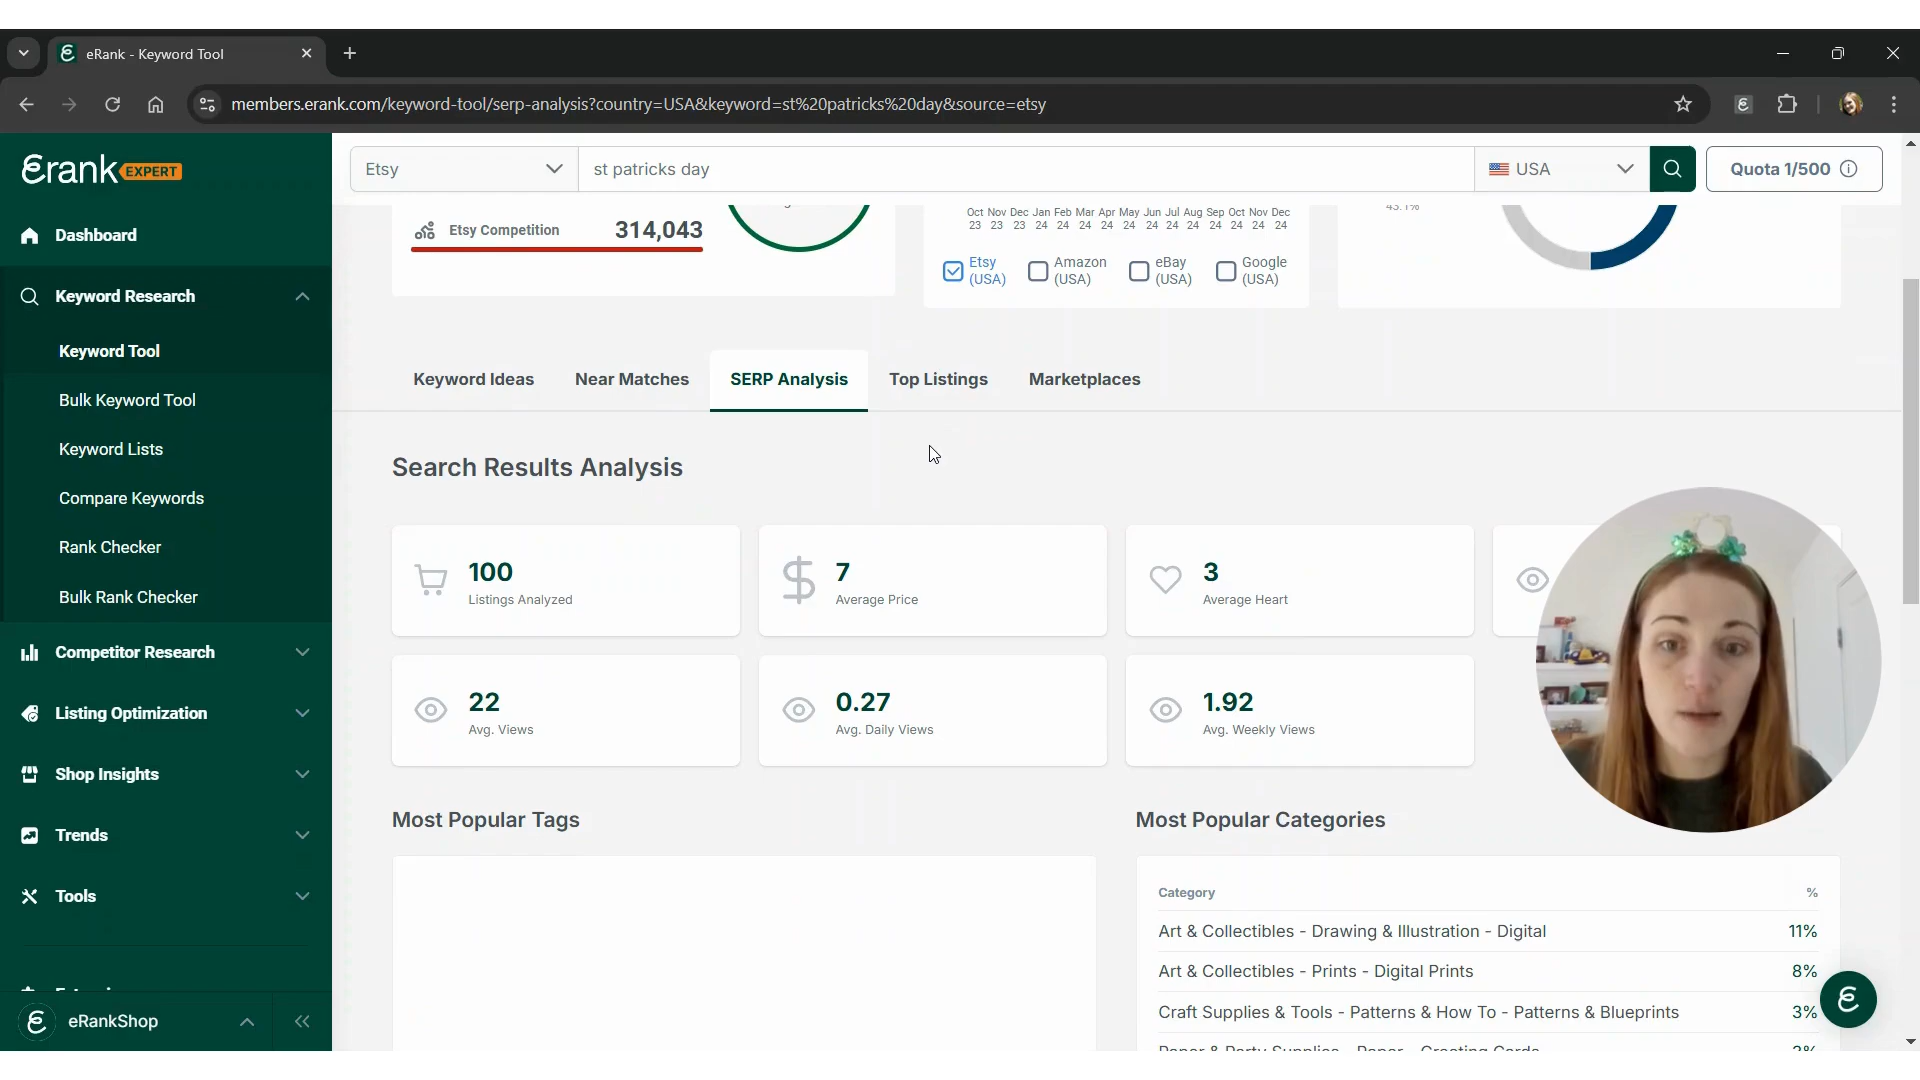 eRank - Keyword Tool
members.erank.com/keyword-tool/serp-analysis?country=USA&keyword=st%20patricks%20day&source=etsy
erank EXPERT
Etsy
st patricks day
USA
Quota 1/500
Dashboard
Keyword Research
Keyword Tool
Bulk Keyword Tool
Keyword Lists
Compare Keywords
Rank Checker
Bulk Rank Checker
Competitor Research
Listing Optimization
Shop Insights
Trends
Tools
eRankShop
Etsy Competition 314,043
Oct Nov Dec Jan Feb Mar Apr May Jun Jul Aug Sep Oct Nov Dec
23 23 23 24 24 24 24 24 24 24 24 24 24 24 24
Etsy (USA)
Amazon (USA)
eBay (USA)
Google (USA)
43.1%
Keyword Ideas
Near Matches
SERP Analysis
Top Listings
Marketplaces
Search Results Analysis
100
Listings Analyzed
7
Average Price
3
Average Heart
22
Avg. Views
0.27
Avg. Daily Views
1.92
Avg. Weekly Views
Most Popular Tags
Most Popular Categories
Category %
Art & Collectibles - Drawing & Illustration - Digital 11%
Art & Collectibles - Prints - Digital Prints 8%
Craft Supplies & Tools - Patterns & How To - Patterns & Blueprints 3%